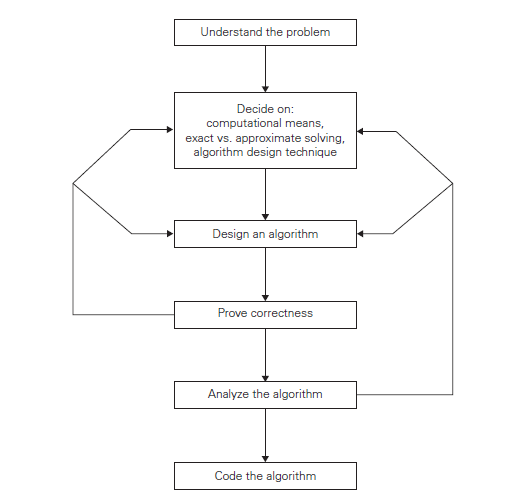 Understand the problem
Decide on:
computational means,
exact vs. approximate solving,
algorithm design technique
Design an algorithm
Prove correctness
Analyze the algorithm
Code the algorithm